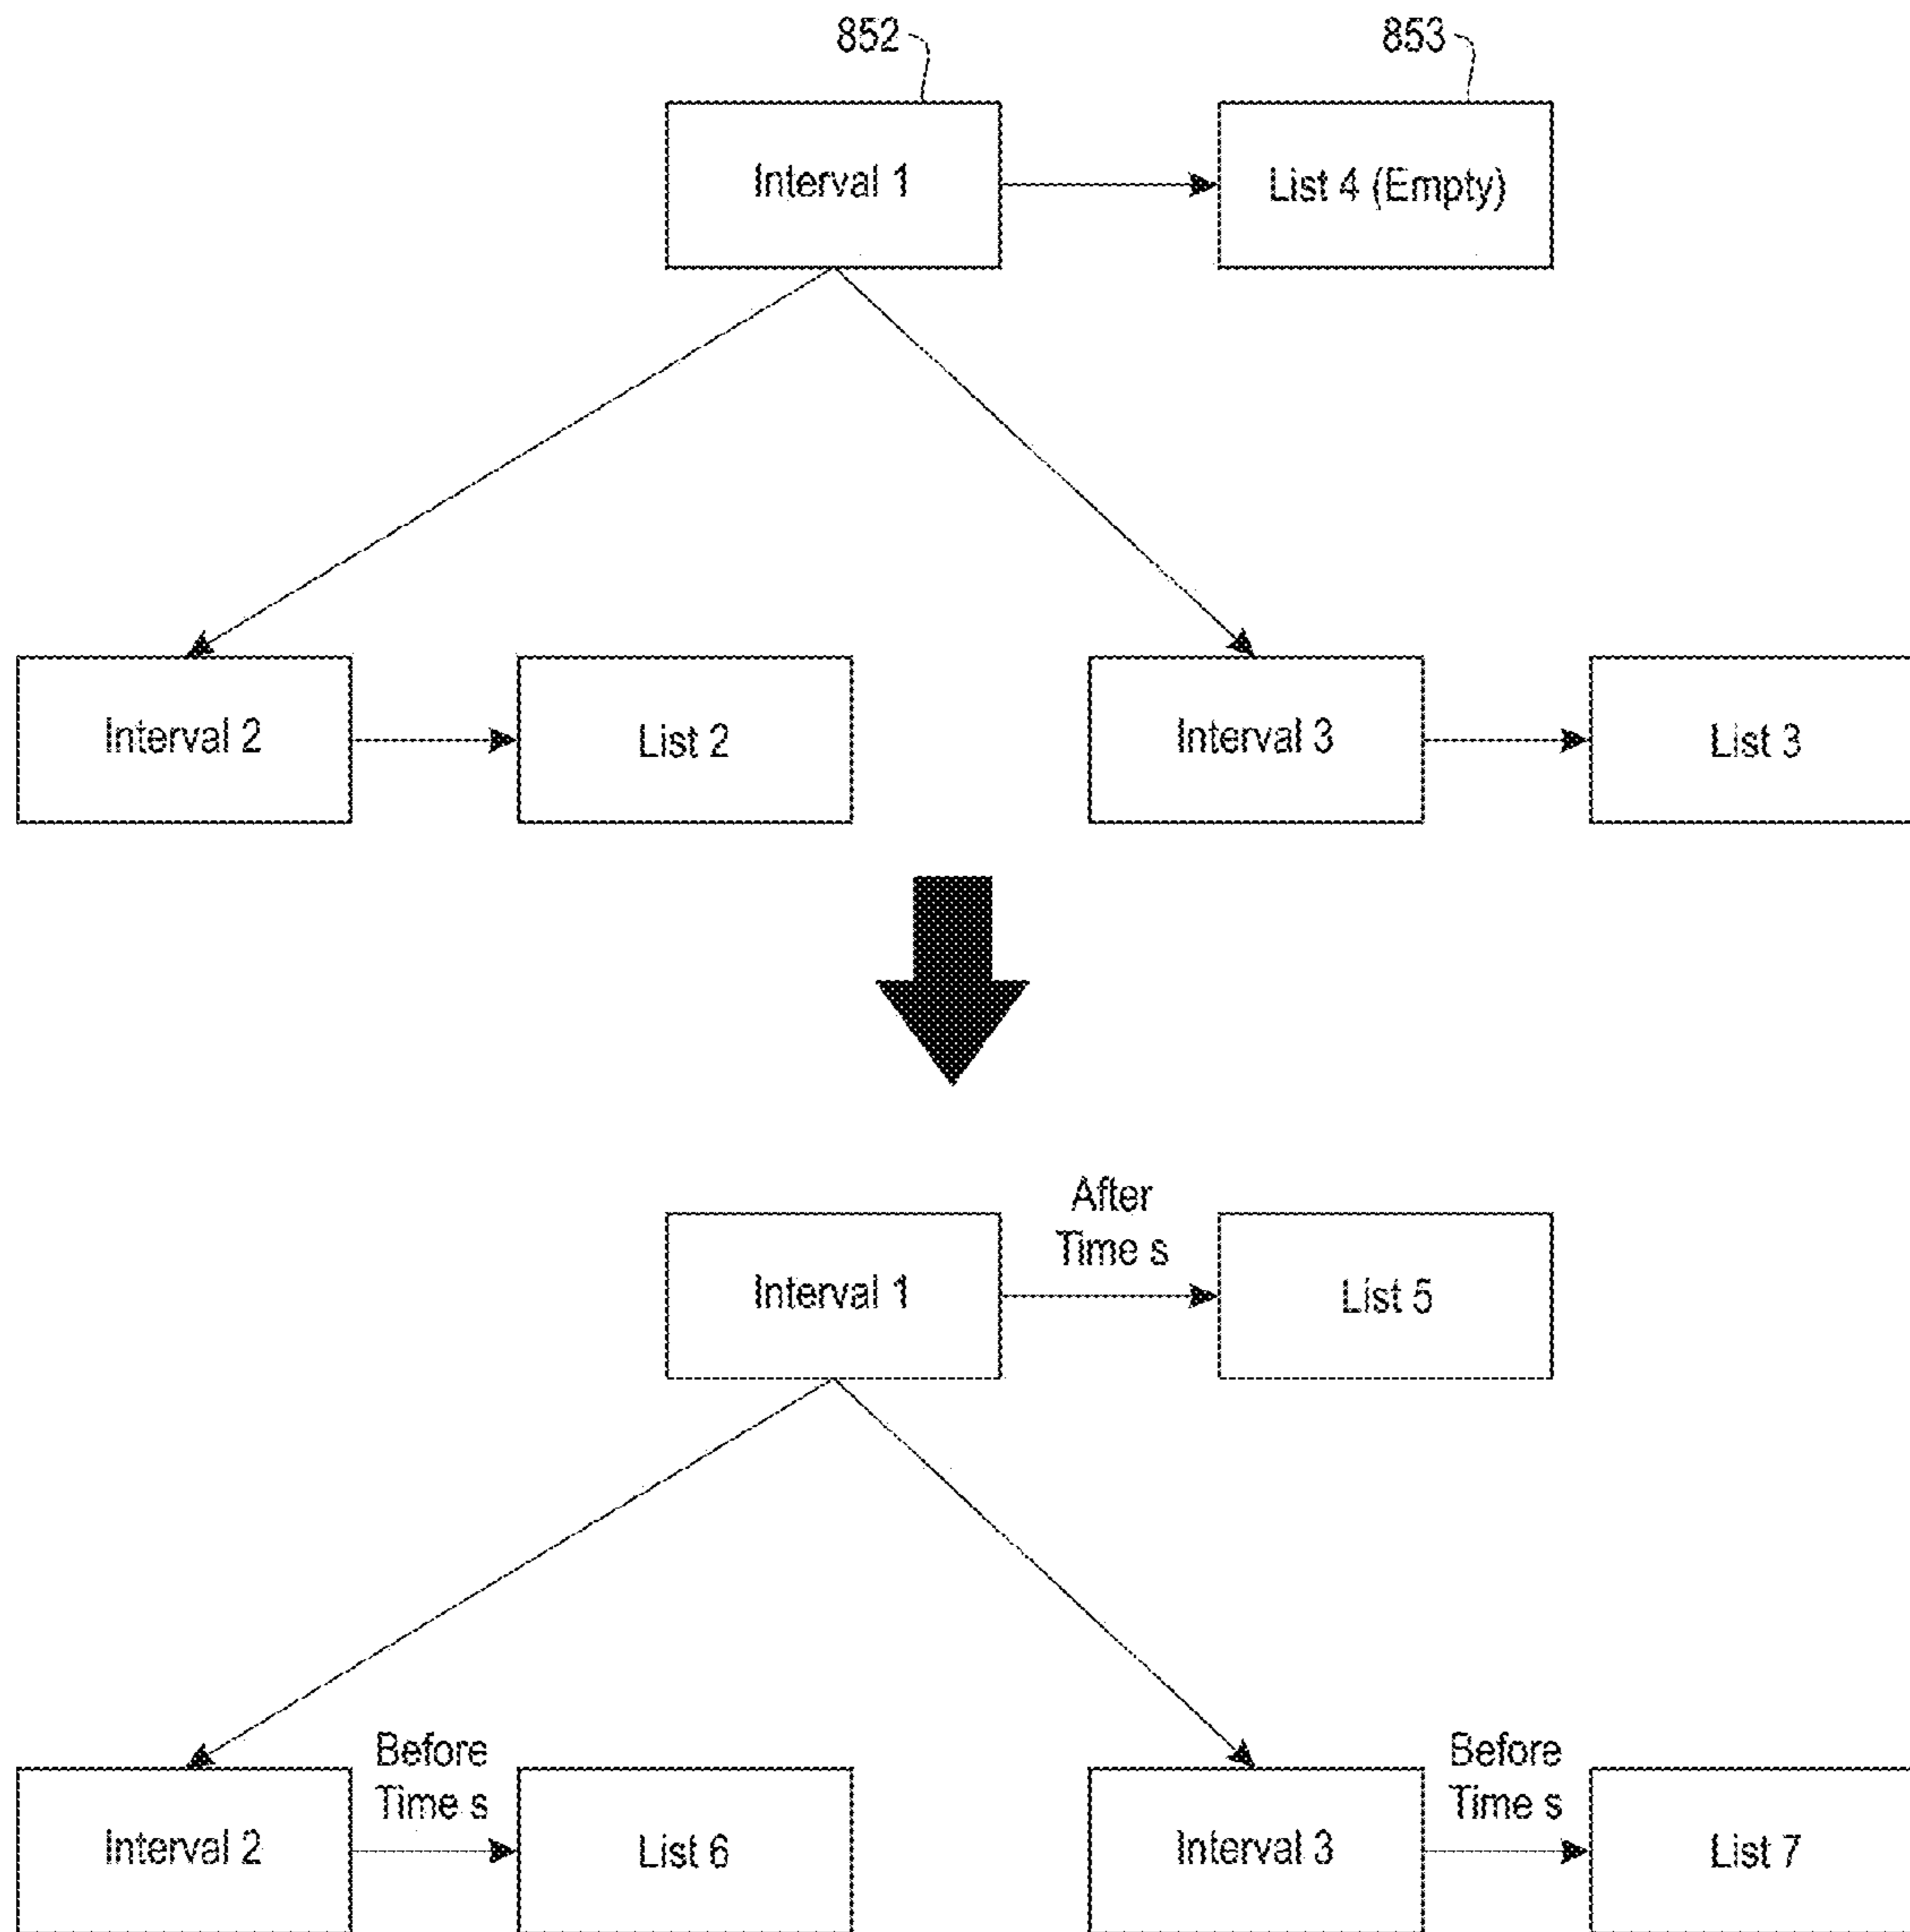 852
853
Interval 1
List 4 (Empty)
Interval 2
List 2
Interval 3
List 3
After
Time s
Interval 1
List 5
Before
Time s
Interval 2
List 6
Before
Time s
Interval 3
List 7